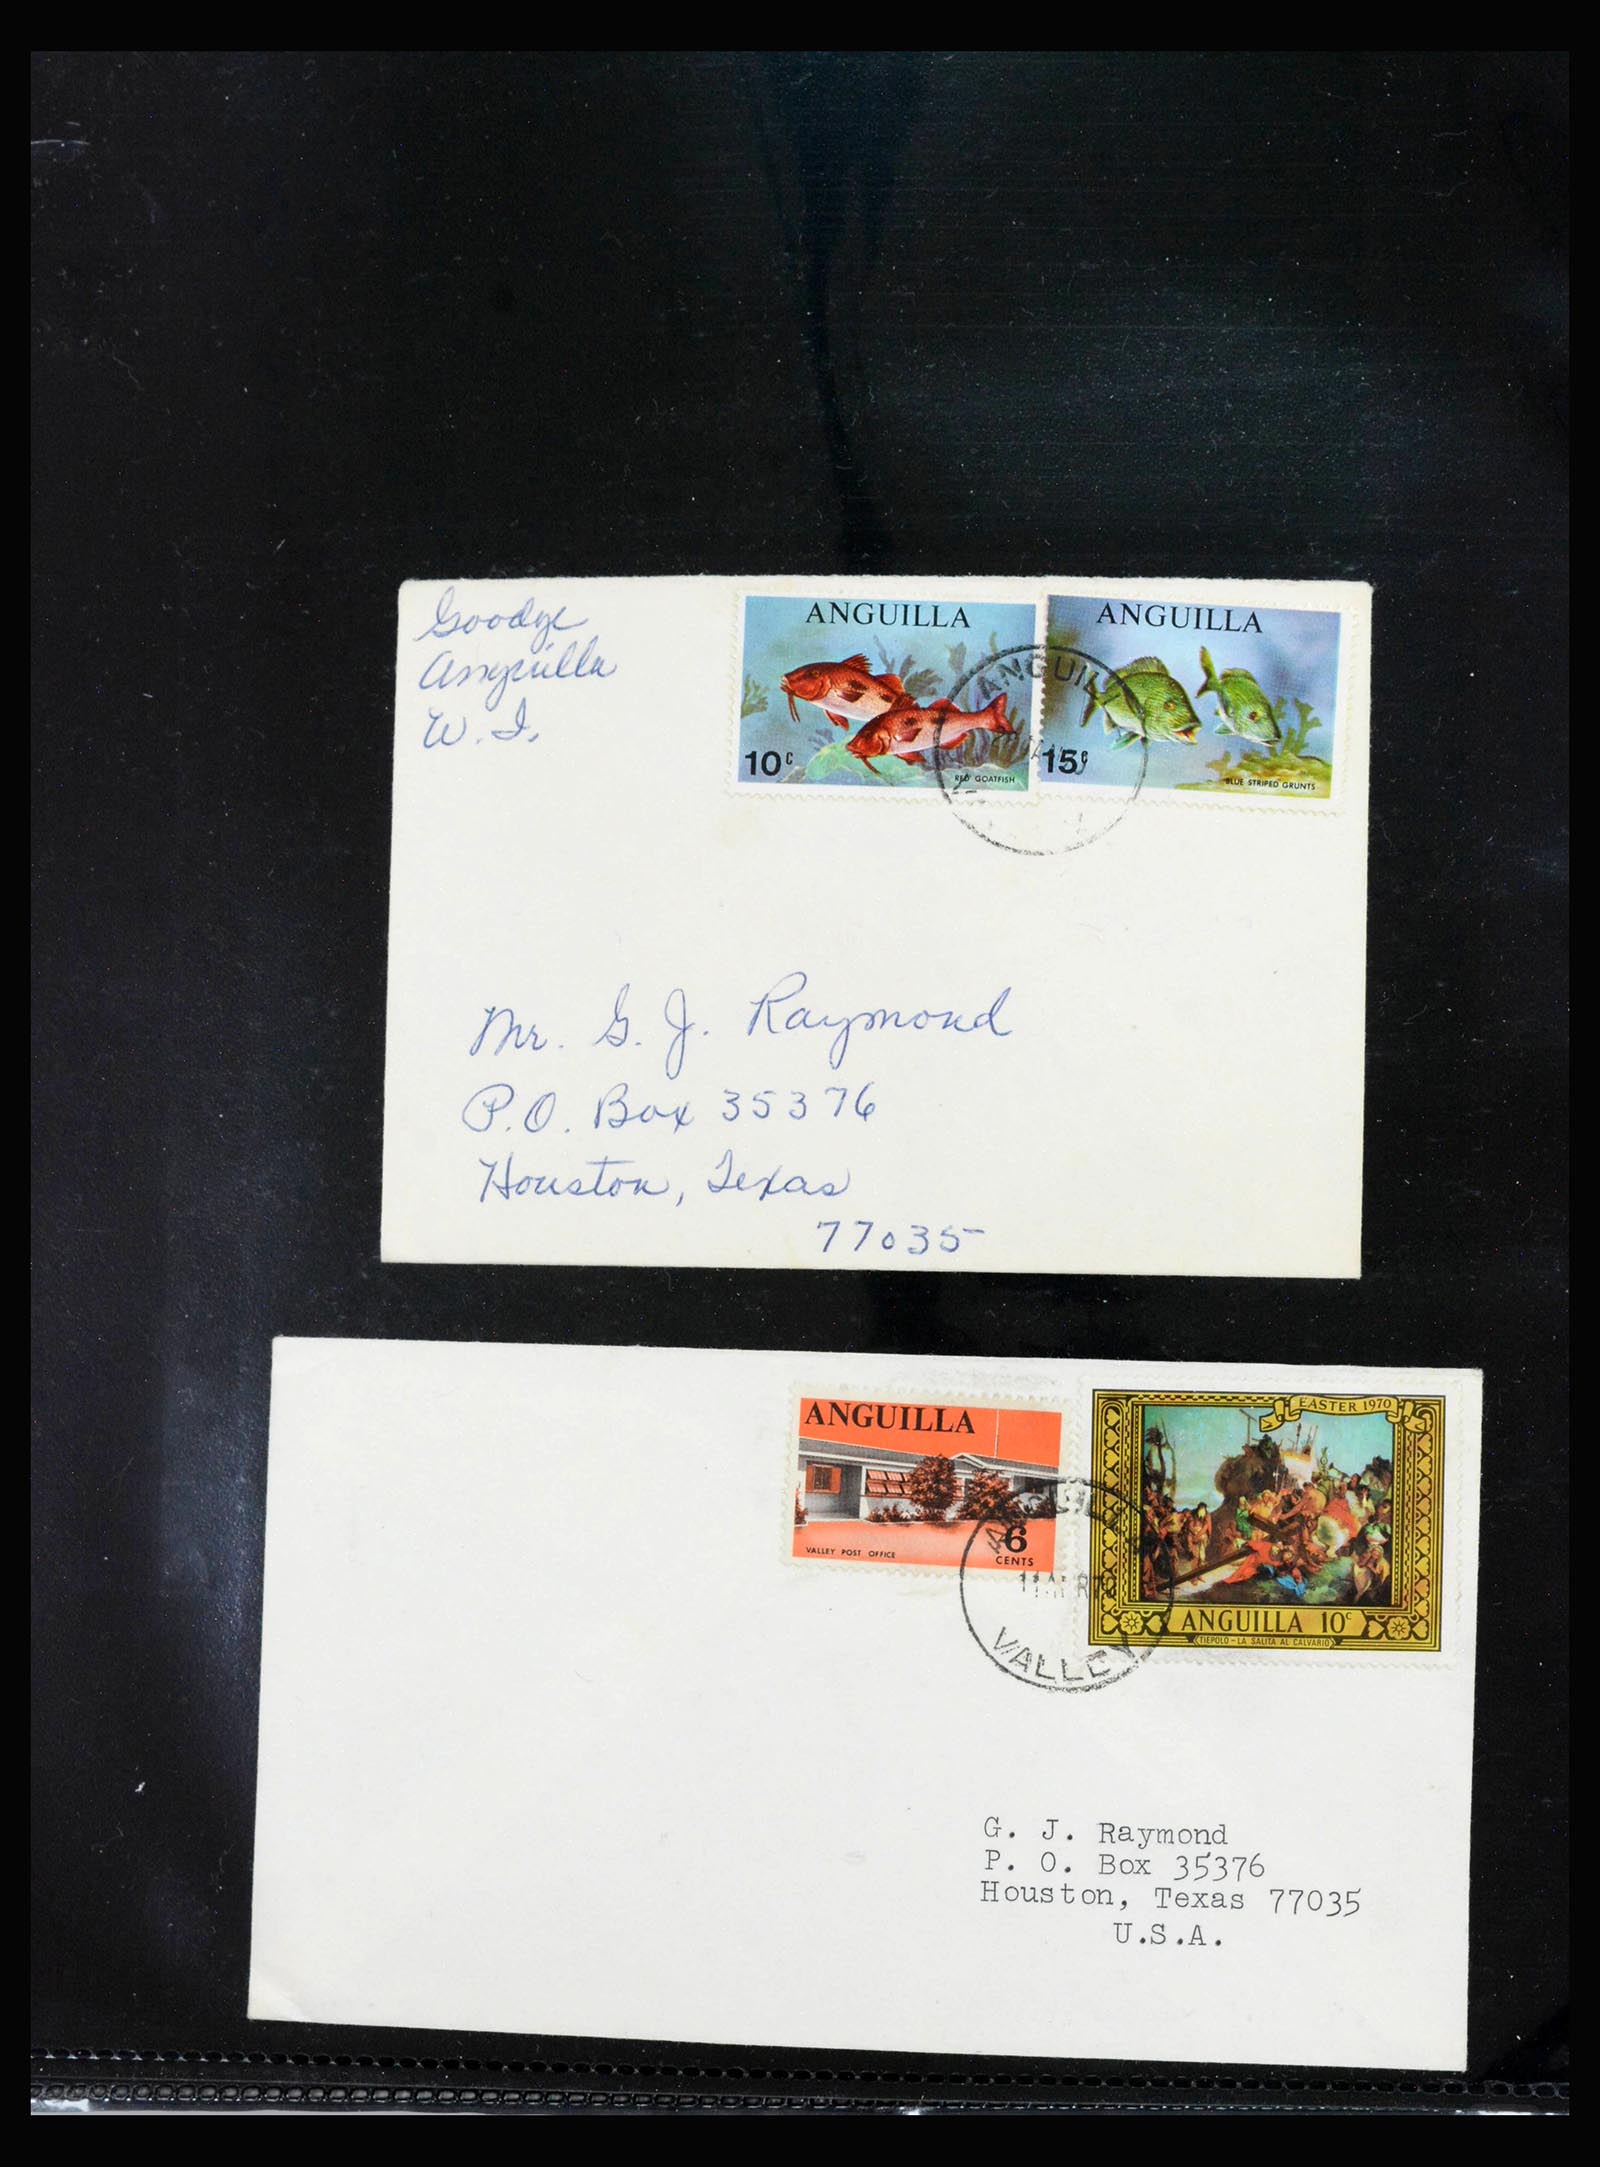 Goodge
Anguilla
W. I.
ANGUILLA
10c
RED GOATFISH
ANGUILLA
15c
BLUE STRIPED GRUNTS
ANGUIL
Mr. G. J. Raymond
P.O. Box 35376
Houston, Texas
77035
ANGUILLA
VALLEY POST OFFICE
6
CENTS
EASTER 1970
ANGUILLA 10c
TIEPOLO - LA SALITA AL CALVARIO
VALLEY
G. J. Raymond
P. O. Box 35376
Houston, Texas 77035
U.S.A.